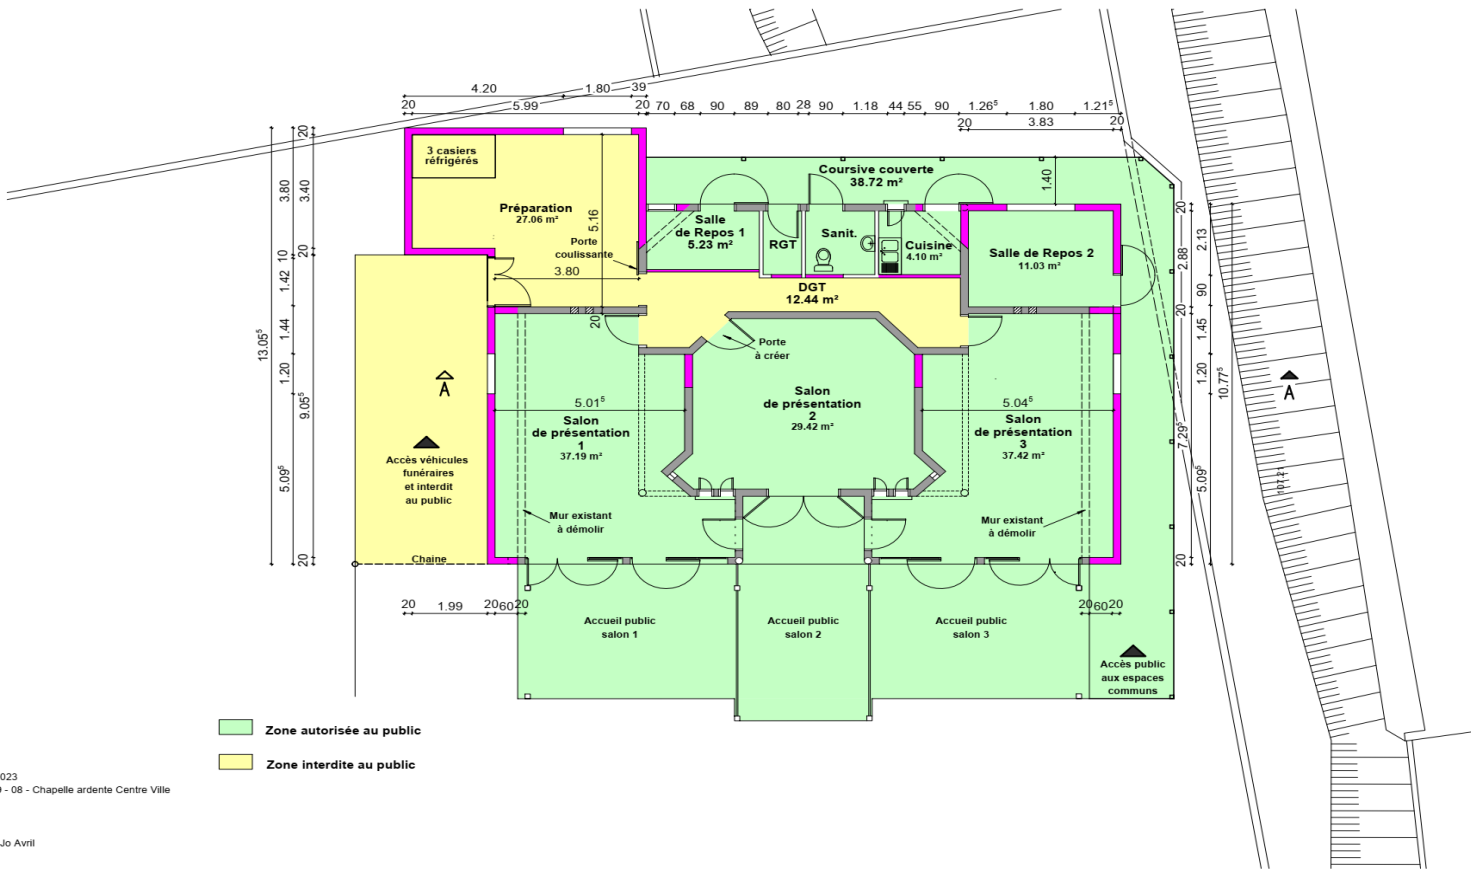 4.20 1.80 39
20 5.99 20 70 68 90 89 80 28 90 1.18 44 55 90 1.26⁵ 1.80 1.21⁵
20 3.83 20
3 casiers
réfrigérés
Préparation
27.06 m²
5.16
Porte
coulissante
3.80
20
Coursive couverte
38.72 m²
1.40
Salle
de Repos 1
5.23 m²
RGT
Sanit.
Cuisine
4.10 m²
Salle de Repos 2
11.03 m²
DGT
12.44 m²
Porte
à créer
13.05⁵
3.80
10
1.42
1.44
1.20
5.09⁵
20
3.40
20
9.05⁵
20
20
2.88
20
7.29⁵
20
2.13
90
1.45
1.20
5.09⁵
10.77⁵
A
Accès véhicules
funéraires
et interdit
au public
Chaine
5.01⁵
Salon
de présentation
1
37.19 m²
Salon
de présentation
2
29.42 m²
5.04⁵
Salon
de présentation
3
37.42 m²
Mur existant
à démolir
Mur existant
à démolir
A
107.21
20 1.99 20 60 20
20 60 20
Accueil public
salon 1
Accueil public
salon 2
Accueil public
salon 3
Accès public
aux espaces
communs
Zone autorisée au public
Zone interdite au public
023
- 08 - Chapelle ardente Centre Ville
Jo Avril